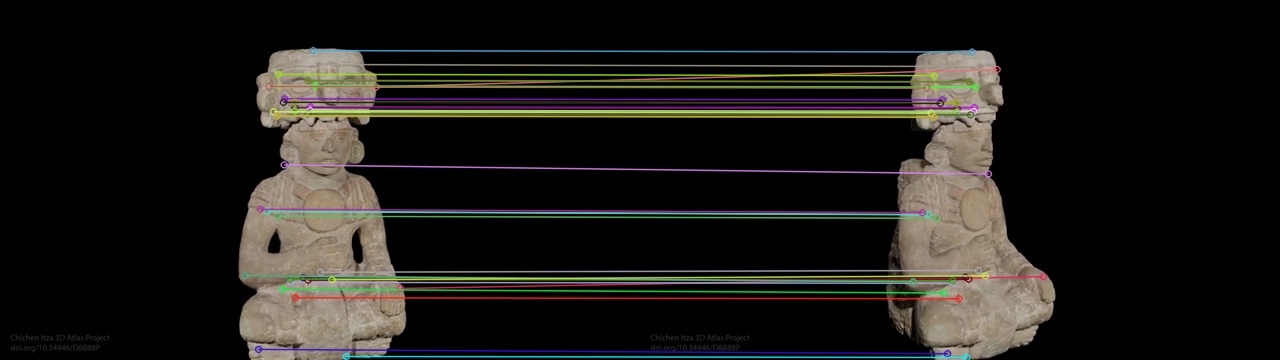 Chichen Itza 3D Atlas Project
doi.org/10.34946/D6B88P
Chichen Itza 3D Atlas Project
doi.org/10.34946/D6B88P